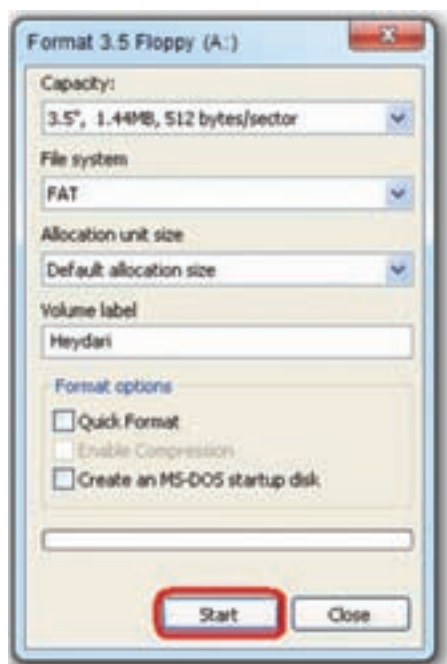 Format 3.5 Floppy (A:)
Capacity:
3.5", 1.44MB, 512 bytes/sector
File system
FAT
Allocation unit size
Default allocation size
Volume label
Heydari
Format options
Quick Format
Enable Compression
Create an MS-DOS startup disk
Start Close